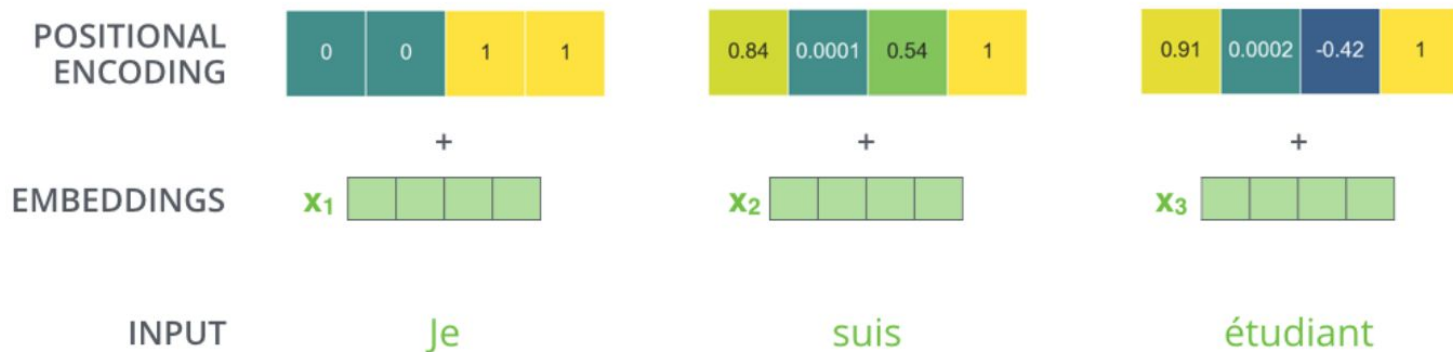 POSITIONAL ENCODING
0 0 1 1
0.84 0.0001 0.54 1
0.91 0.0002 -0.42 1
+ + +
EMBEDDINGS x1 x2 x3
INPUT Je suis étudiant